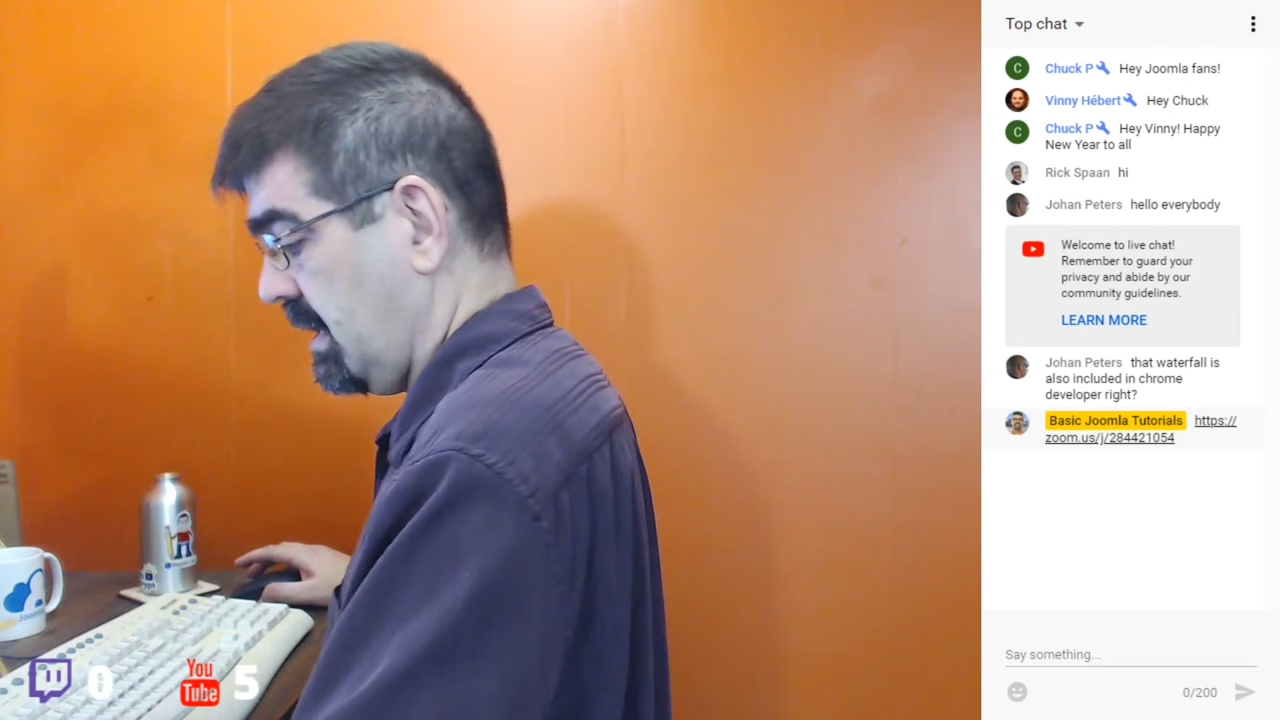 Top chat
C Chuck P Hey Joomla fans!
Vinny Hébert Hey Chuck
C Chuck P Hey Vinny! Happy
New Year to all
Rick Spaan hi
Johan Peters hello everybody
Welcome to live chat!
Remember to guard your
privacy and abide by our
community guidelines.
LEARN MORE
Johan Peters that waterfall is
also included in chrome
developer right?
Basic Joomla Tutorials https://
zoom.us/j/284421054
Say something...
0/200
0
You
Tube 5